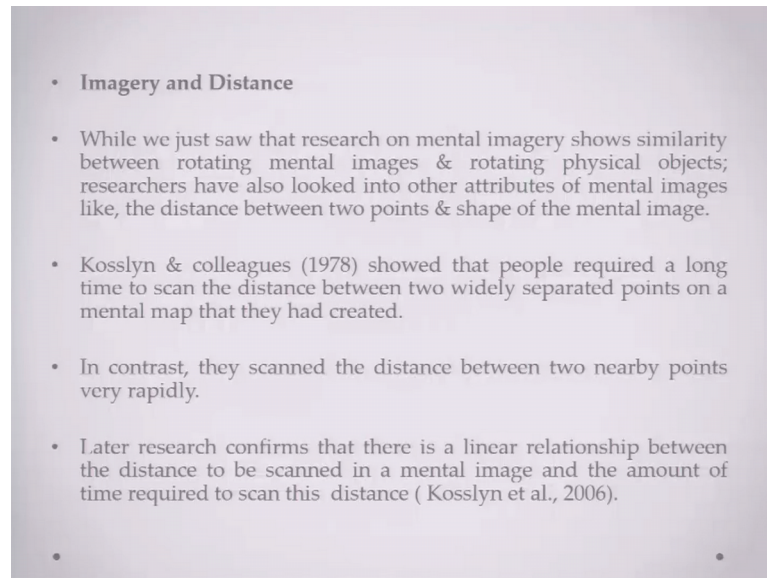 • Imagery and Distance
• While we just saw that research on mental imagery shows similarity
between rotating mental images & rotating physical objects;
researchers have also looked into other attributes of mental images
like, the distance between two points & shape of the mental image.
• Kosslyn & colleagues (1978) showed that people required a long
time to scan the distance between two widely separated points on a
mental map that they had created.
• In contrast, they scanned the distance between two nearby points
very rapidly.
• Later research confirms that there is a linear relationship between
the distance to be scanned in a mental image and the amount of
time required to scan this distance ( Kosslyn et al., 2006).